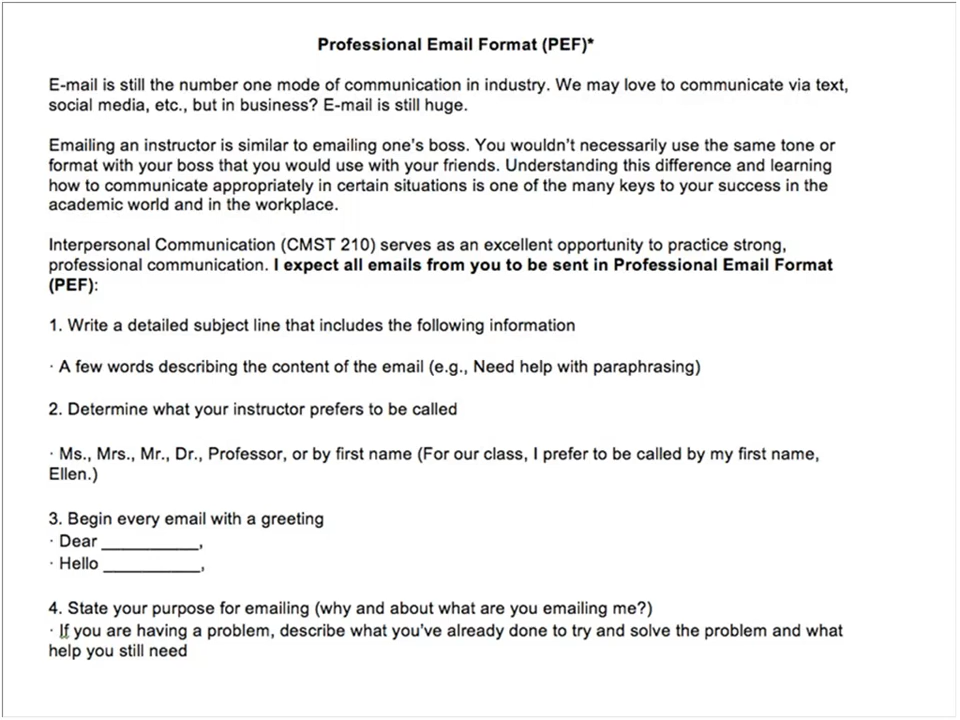 Professional Email Format (PEF)*
E-mail is still the number one mode of communication in industry. We may love to communicate via text,
social media, etc., but in business? E-mail is still huge.
Emailing an instructor is similar to emailing one's boss. You wouldn't necessarily use the same tone or
format with your boss that you would use with your friends. Understanding this difference and learning
how to communicate appropriately in certain situations is one of the many keys to your success in the
academic world and in the workplace.
Interpersonal Communication (CMST 210) serves as an excellent opportunity to practice strong,
professional communication. I expect all emails from you to be sent in Professional Email Format
(PEF):
1. Write a detailed subject line that includes the following information
· A few words describing the content of the email (e.g., Need help with paraphrasing)
2. Determine what your instructor prefers to be called
· Ms., Mrs., Mr., Dr., Professor, or by first name (For our class, I prefer to be called by my first name,
Ellen.)
3. Begin every email with a greeting
· Dear __________,
· Hello __________,
4. State your purpose for emailing (why and about what are you emailing me?)
· If you are having a problem, describe what you've already done to try and solve the problem and what
help you still need